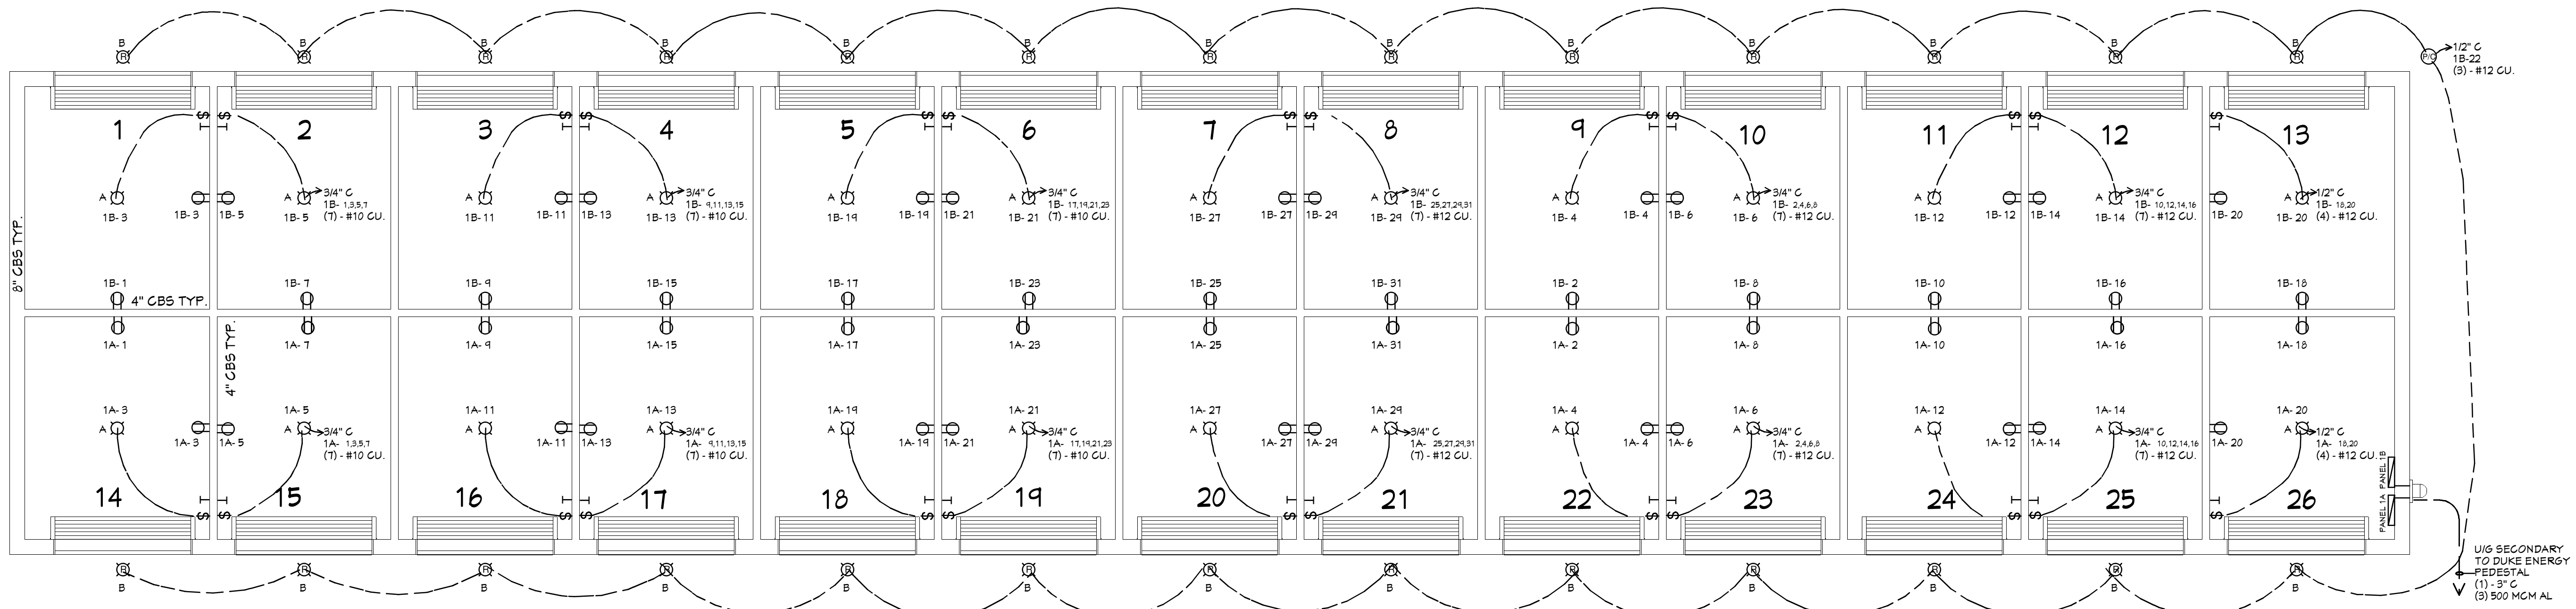 B B B B B B B B B B B B B
R R R R R R R R R R R R R P/C
1/2" C
1B-22
(3) - #12 CU.
$ $ $ $ $ $ $ $ $ $ $ $ $
1 2 3 4 5 6 7 8 9 10 11 12 13
A A A A A A A A A A A A A
3/4" C 3/4" C 3/4" C 3/4" C 3/4" C 3/4" C 1/2" C
1B- 1,3,5,7 1B- 9,11,13,15 1B- 17,19,21,23 1B- 25,27,29,31 1B- 2,4,6,8 1B- 10,12,14,16 1B- 18,20
1B-3 1B-3 1B-5 1B-5 (7) - #10 CU. 1B-11 1B-11 1B-13 1B-13 (7) - #10 CU. 1B-19 1B-19 1B-21 1B-21 (7) - #10 CU. 1B-27 1B-27 1B-29 1B-29 (7) - #12 CU. 1B-4 1B-4 1B-6 1B-6 (7) - #12 CU. 1B-12 1B-12 1B-14 1B-14 (7) - #12 CU. 1B-20 1B-20 (4) - #12 CU.
8" CBS TYP.
1B-1 1B-7 1B-9 1B-15 1B-17 1B-23 1B-25 1B-31 1B-2 1B-8 1B-10 1B-16 1B-18
4" CBS TYP.
4" CBS TYP.
1A-1 1A-7 1A-9 1A-15 1A-17 1A-23 1A-25 1A-31 1A-2 1A-8 1A-10 1A-16 1A-18
1A-3 1A-5 1A-11 1A-13 1A-19 1A-21 1A-27 1A-29 1A-4 1A-6 1A-12 1A-14 1A-20
A A A A A A A A A A A A A
3/4" C 3/4" C 3/4" C 3/4" C 3/4" C 3/4" C 1/2" C
1A-3 1A-5 1A- 1,3,5,7 1A-11 1A-13 1A- 9,11,13,15 1A-19 1A-21 1A- 17,19,21,23 1A-27 1A-29 1A- 25,27,29,31 1A-4 1A-6 1A- 2,4,6,8 1A-12 1A-14 1A- 10,12,14,16 1A-20 1A- 18,20
(7) - #10 CU. (7) - #10 CU. (7) - #10 CU. (7) - #12 CU. (7) - #12 CU. (7) - #12 CU. (4) - #12 CU.
PANEL 1B
PANEL 1A
14 15 16 17 18 19 20 21 22 23 24 25 26
$ $ $ $ $ $ $ $ $ $ $ $ $
R R R R R R R R R R R R R
B B B B B B B B B B B B B
U/G SECONDARY
TO DUKE ENERGY
PEDESTAL
(1) - 3" C
(3) 500 MCM AL